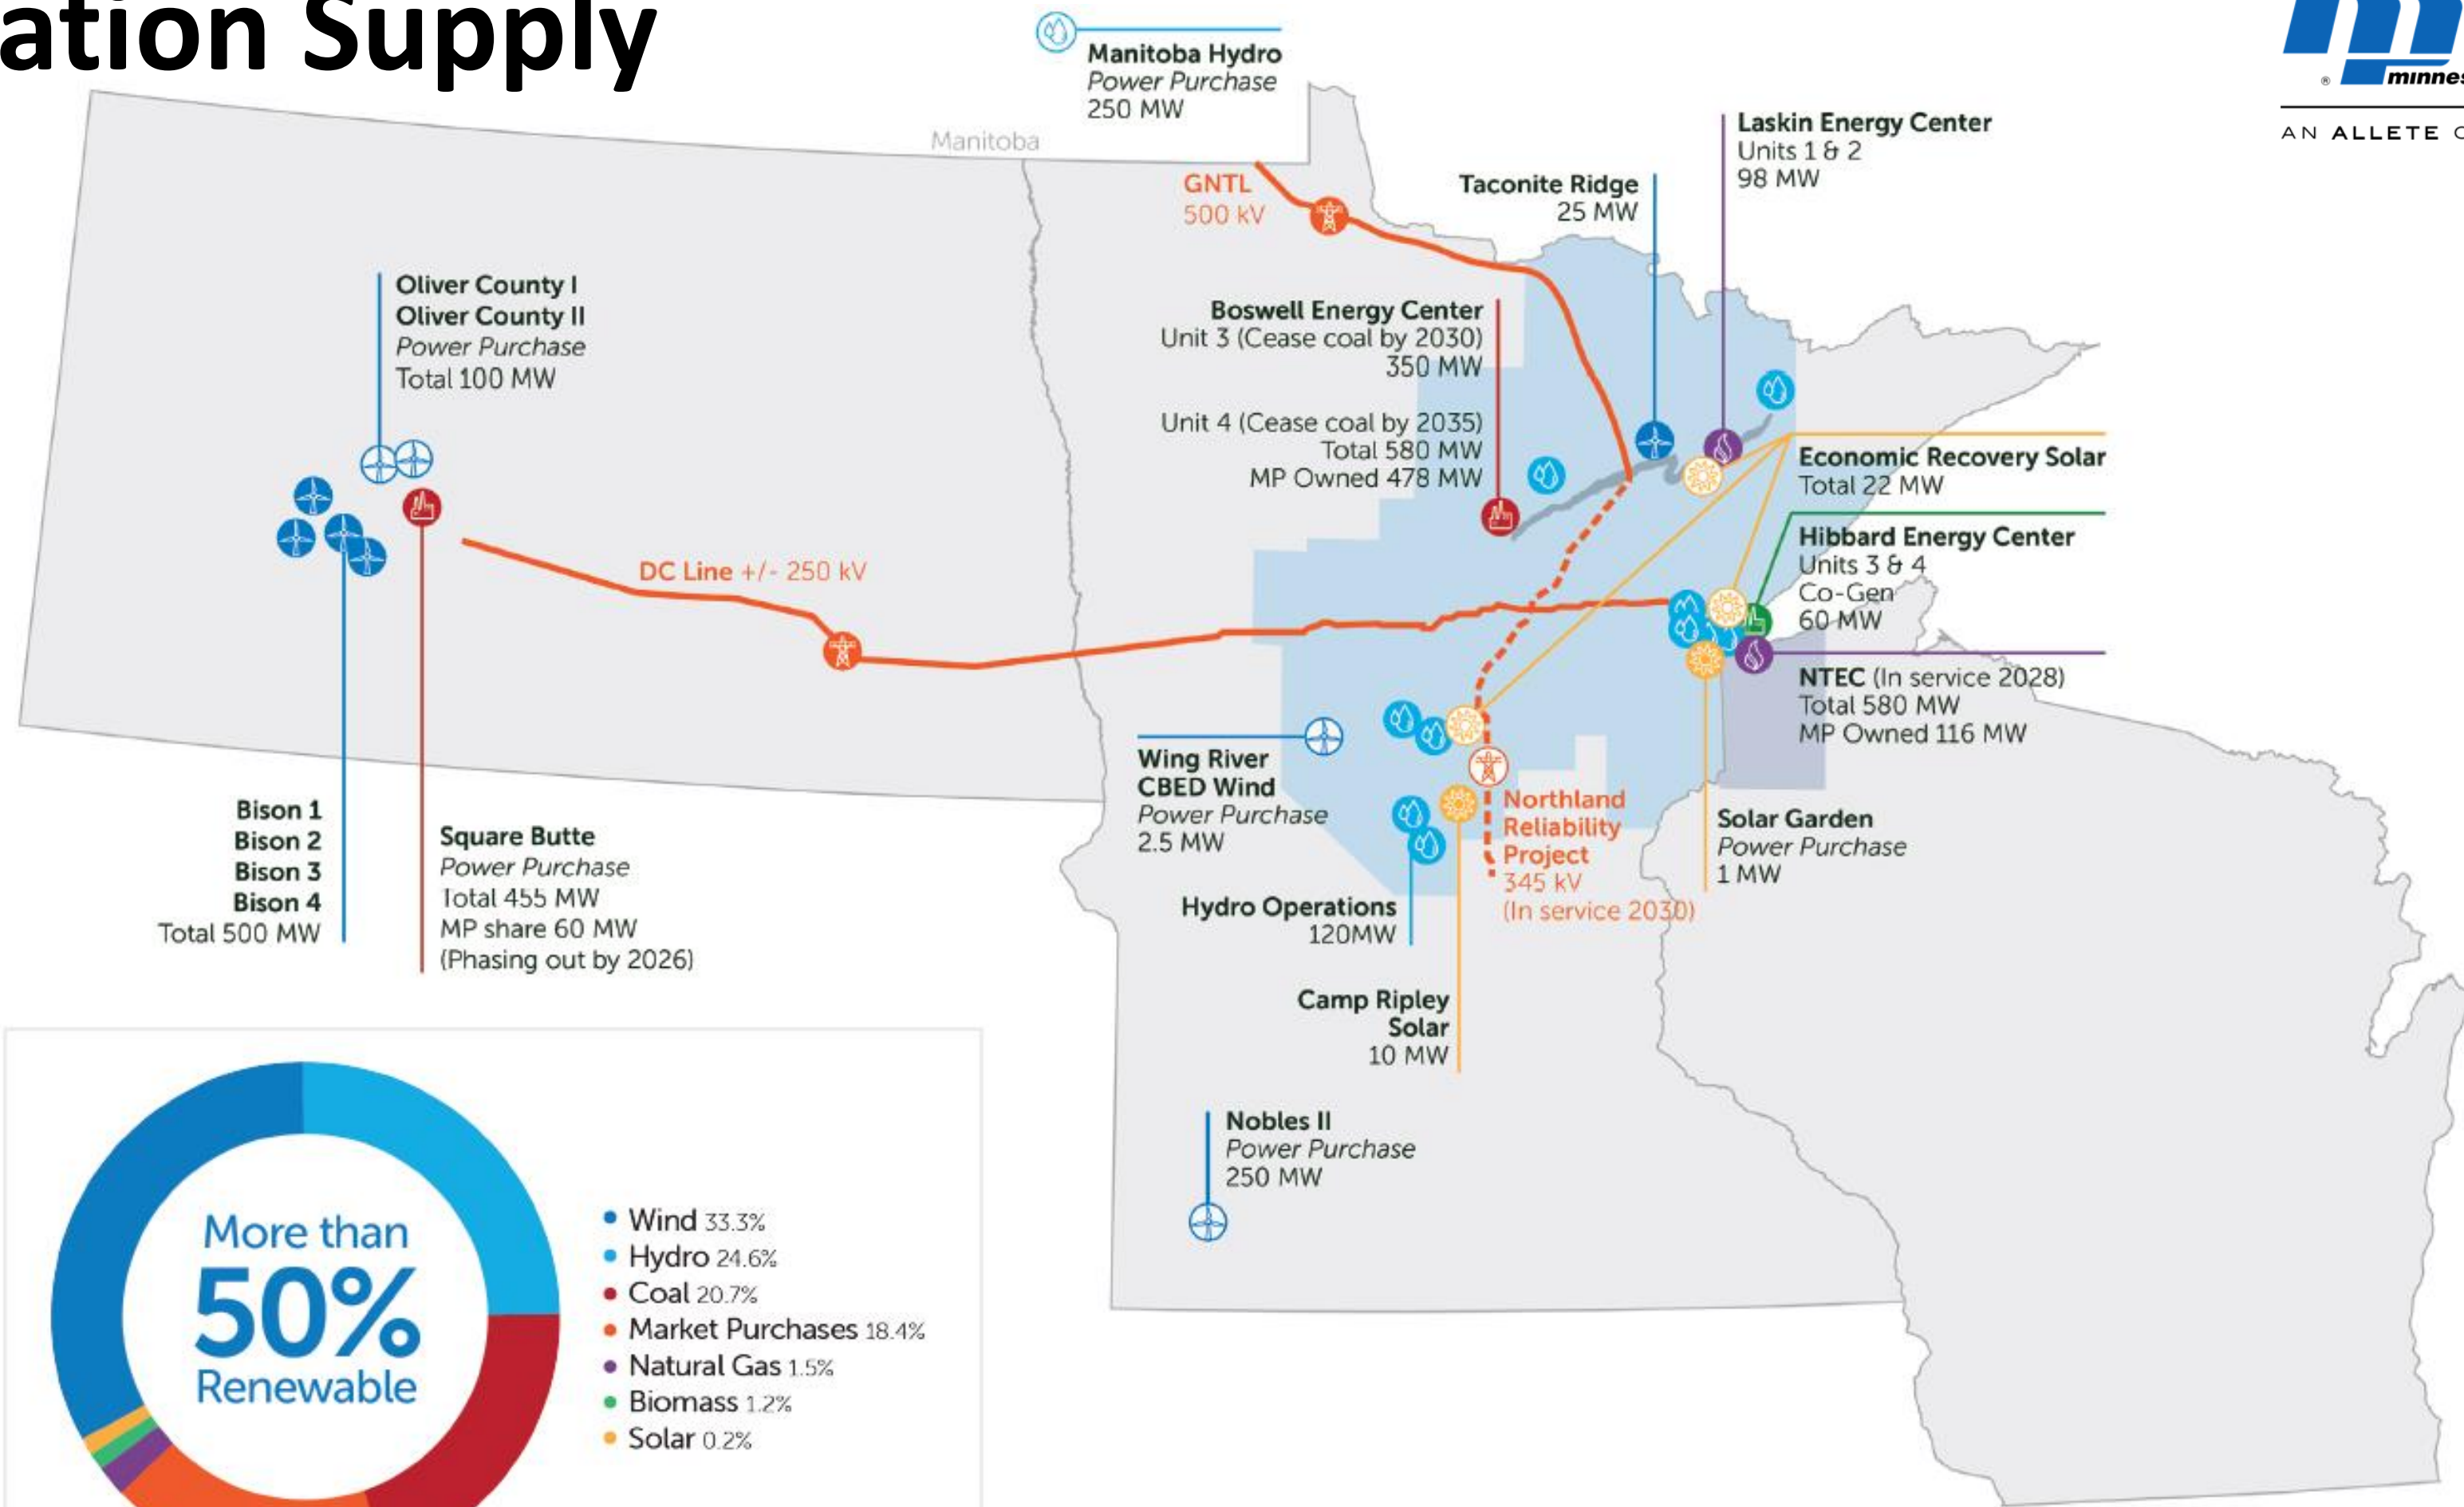 ation Supply
Manitoba Hydro
Power Purchase
250 MW
®
AN ALLETE
Manitoba
GNTL
500 kV
Taconite Ridge
25 MW
Laskin Energy Center
Units 1 & 2
98 MW
Oliver County I
Oliver County II
Power Purchase
Total 100 MW
Boswell Energy Center
Unit 3 (Cease coal by 2030)
350 MW
Unit 4 (Cease coal by 2035)
Total 580 MW
MP Owned 478 MW
Economic Recovery Solar
Total 22 MW
Hibbard Energy Center
Units 3 & 4
Co-Gen
60 MW
DC Line +/- 250 kV
NTEC (In service 2028)
Total 580 MW
MP Owned 116 MW
Wing River
CBED Wind
Power Purchase
2.5 MW
Northland
Reliability
Project
345 kV
(In service 2030)
Solar Garden
Power Purchase
1 MW
Bison 1
Bison 2
Bison 3
Bison 4
Total 500 MW
Square Butte
Power Purchase
Total 455 MW
MP share 60 MW
(Phasing out by 2026)
Hydro Operations
120MW
Camp Ripley
Solar
10 MW
Nobles II
Power Purchase
250 MW
More than
50%
Renewable
• Wind 33.3%
• Hydro 24.6%
• Coal 20.7%
• Market Purchases 18.4%
• Natural Gas 1.5%
• Biomass 1.2%
• Solar 0.2%